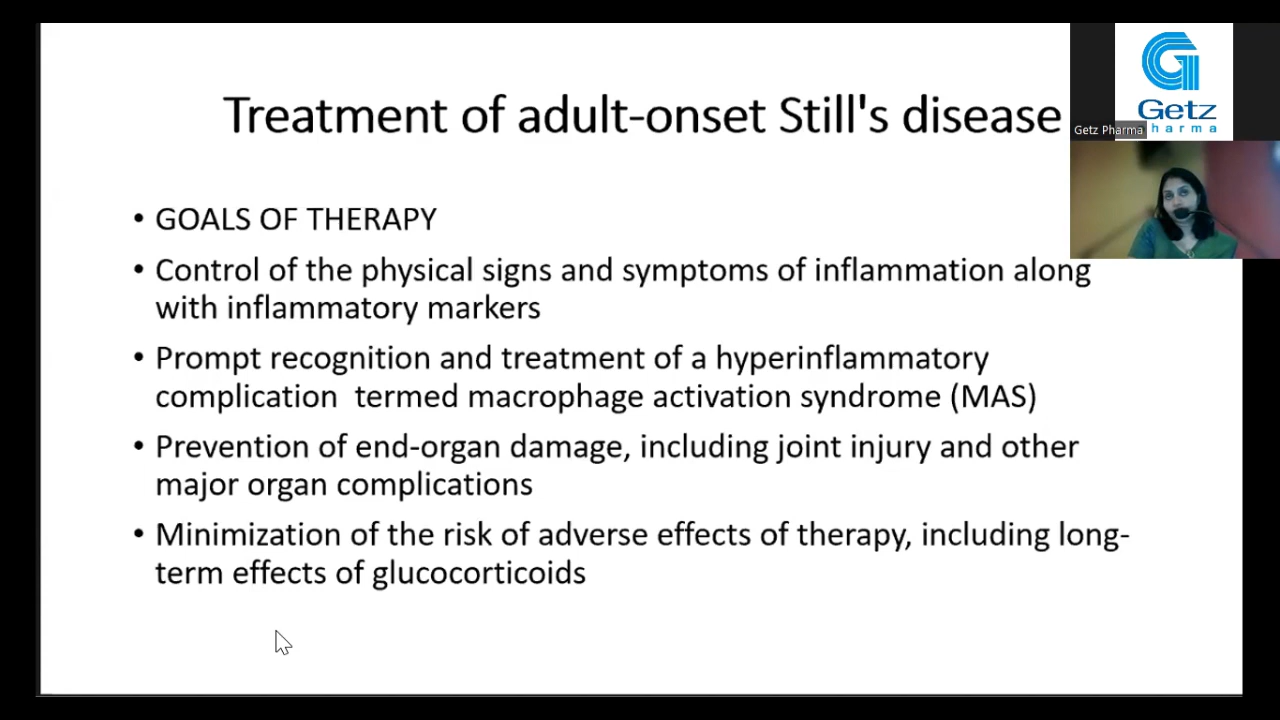 Treatment of adult-onset Still's disease
• GOALS OF THERAPY
• Control of the physical signs and symptoms of inflammation along
with inflammatory markers
• Prompt recognition and treatment of a hyperinflammatory
complication termed macrophage activation syndrome (MAS)
• Prevention of end-organ damage, including joint injury and other
major organ complications
• Minimization of the risk of adverse effects of therapy, including long-
term effects of glucocorticoids
Getz
harma
Getz Pharma